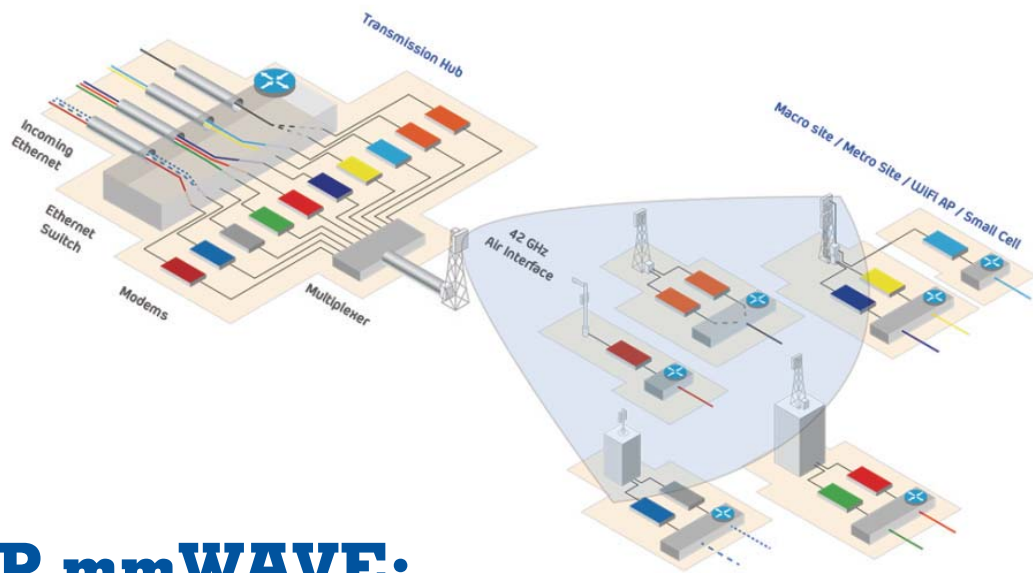 Transmission Hub
Incoming
Ethernet
Ethernet
Switch
Modems
Multiplexer
42 GHz
Air Interface
Macro site / Metro Site / WiFi AP / Small Cell
mmWAVE: